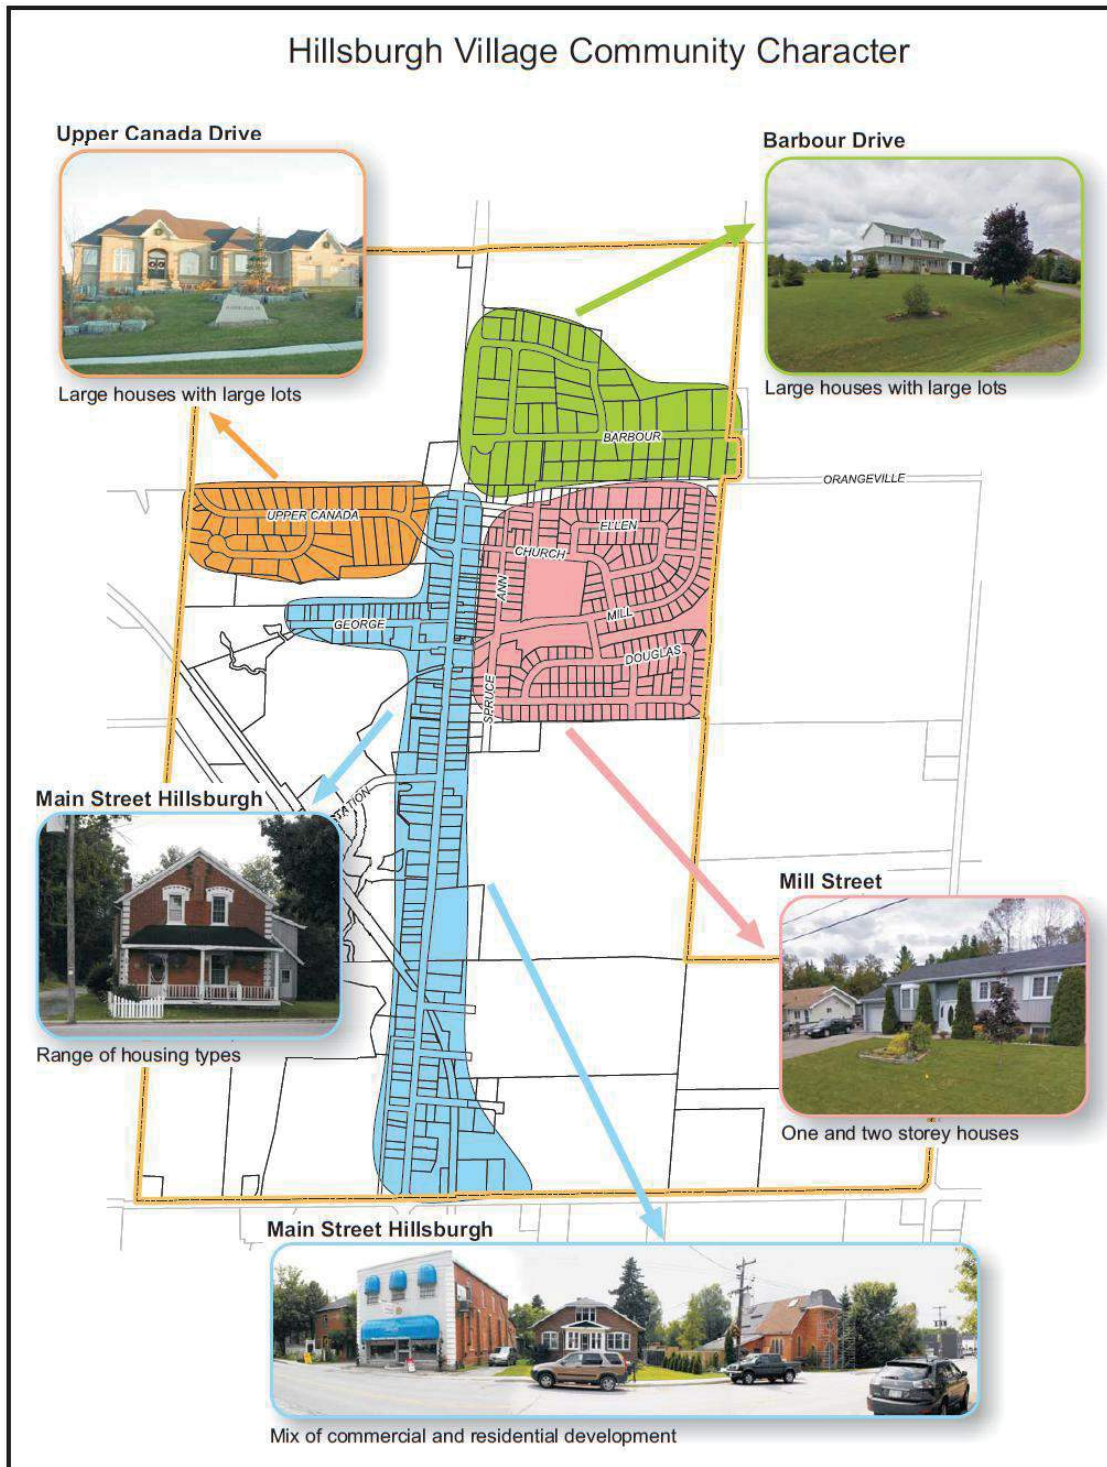 Hillsburgh Village Community Character
Upper Canada Drive
Barbour Drive
Large houses with large lots
Large houses with large lots
BARBOUR
ORANGEVILLE
UPPER CANADA
ELLEN
CHURCH
ANN
MILL
GEORGE
DOUGLAS
SPRUCE
Main Street Hillsburgh
Mill Street
Range of housing types
One and two storey houses
Main Street Hillsburgh
Mix of commercial and residential development